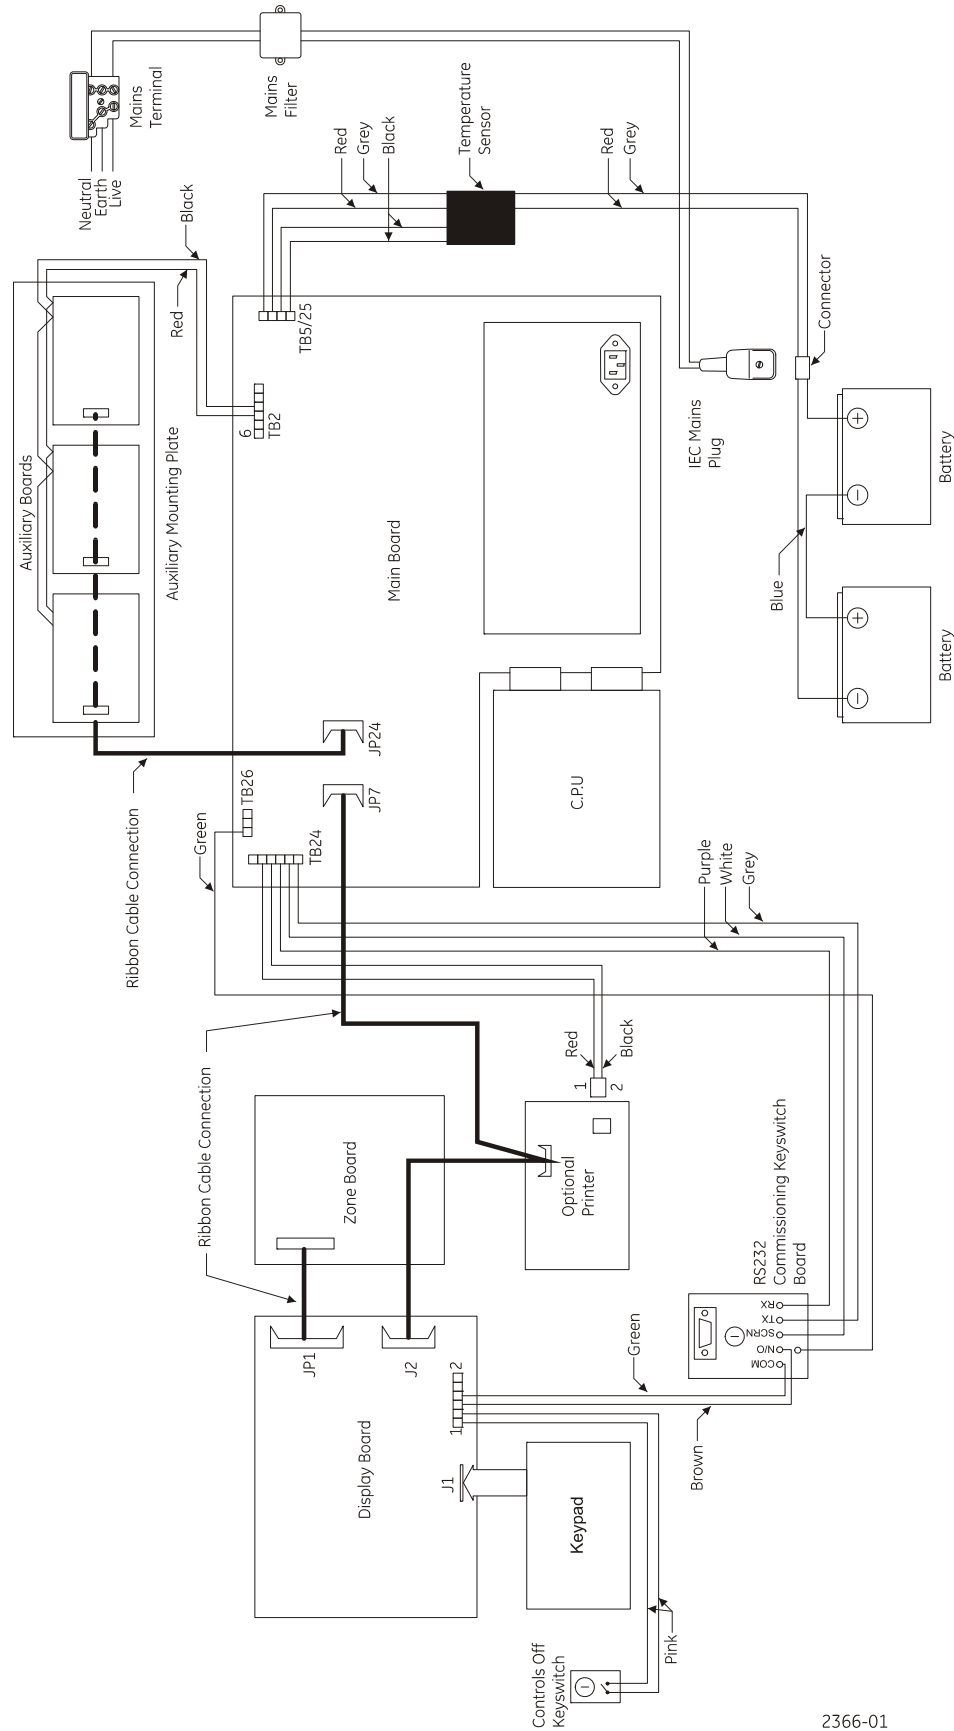 Neutral
Earth
Live
Mains
Terminal
Mains
Filter
Red
Grey
Black
Temperature
Sensor
Red
Grey
Black
Red
Auxiliary Boards
Auxiliary Mounting Plate
TB5/25
6
TB2
Main Board
IEC Mains
Plug
Connector
+
−
Battery
Blue
+
−
Battery
JP24
JP7
TB26
TB24
C.P.U
Green
Ribbon Cable Connection
Purple
White
Grey
Ribbon Cable Connection
Zone Board
Red
Black
1
2
Optional
Printer
RS232
Commissioning Keyswitch
Board
RX
TX
SCRN
N/O
COM
JP1
J2
2
1
Display Board
J1
Keypad
Green
Brown
Controls Off
Keyswitch
Pink
2366-01